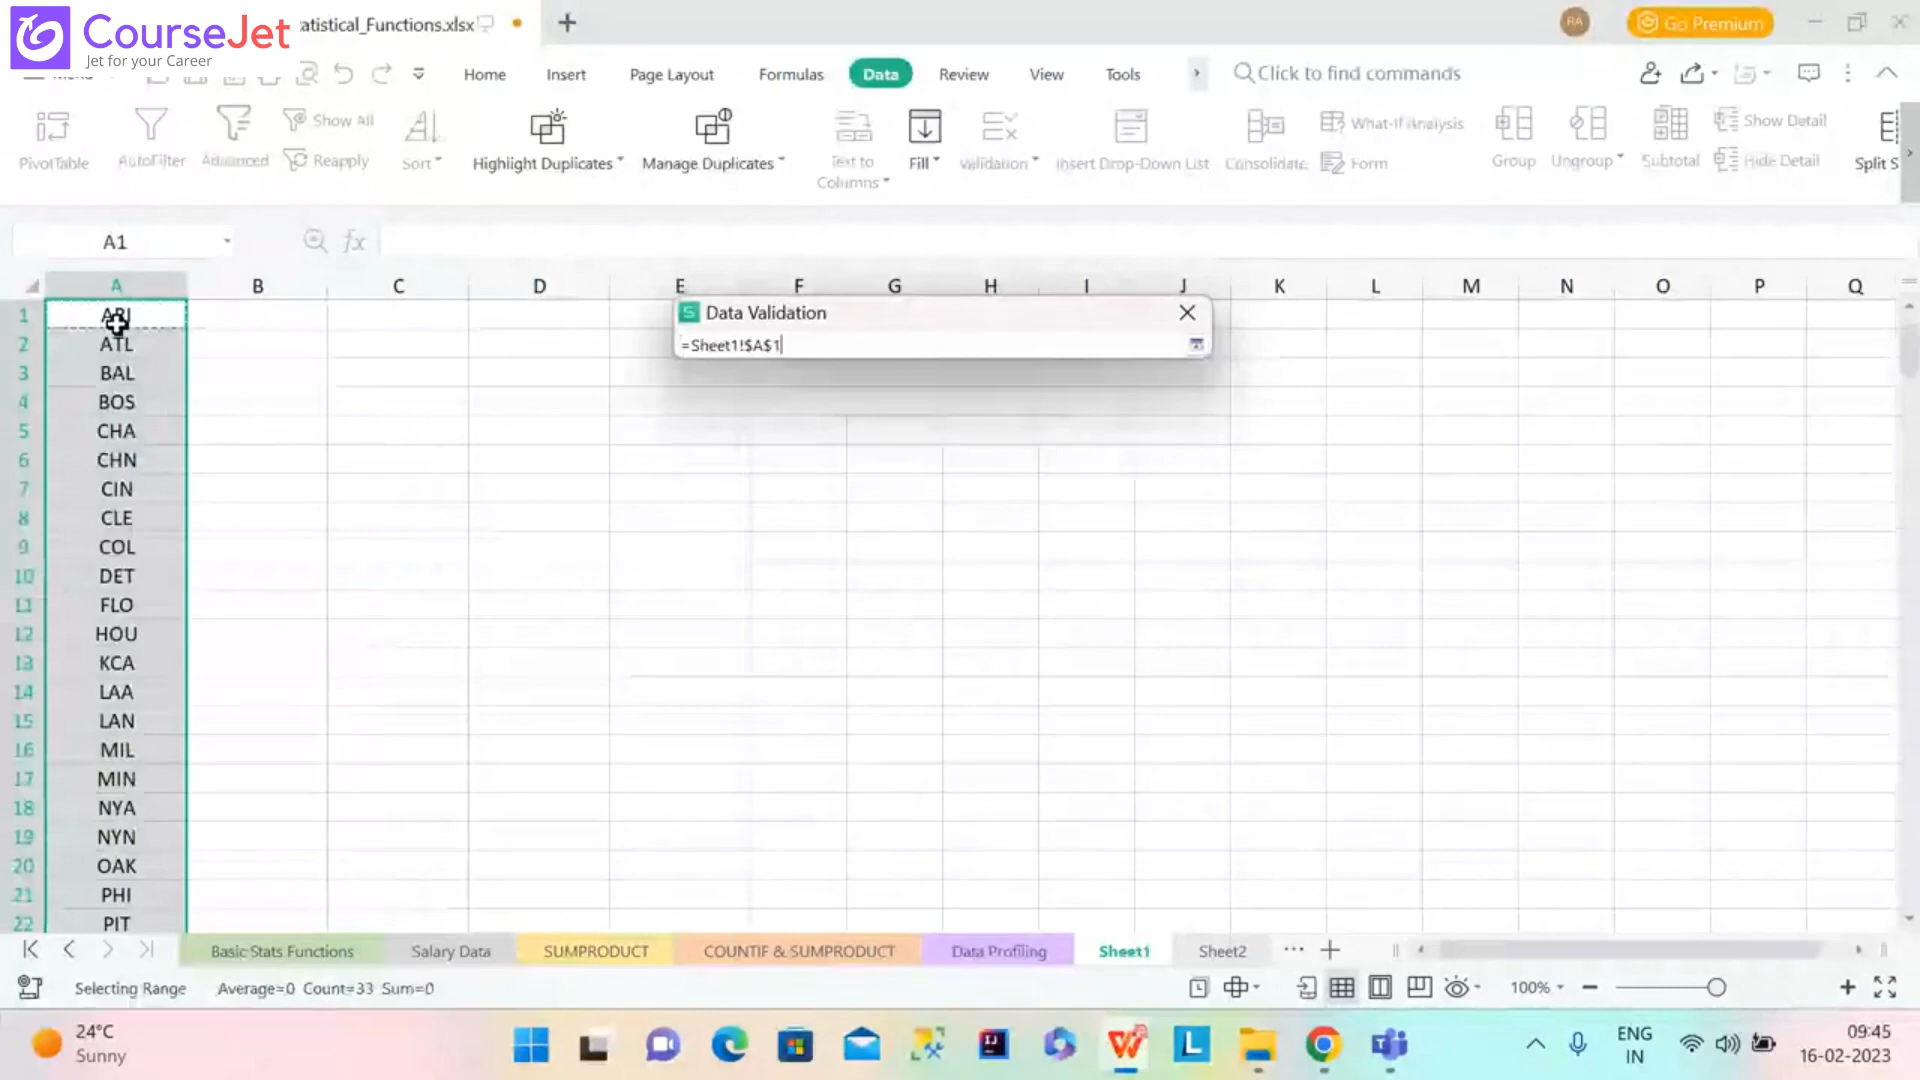 CourseJet
Jet for your Career
atistical_Functions.xlsx
RA
Go Premium
Home Insert Page Layout Formulas Data Review View Tools
Click to find commands
PivotTable
AutoFilter
Advanced
Show All
Reapply
Sort
Highlight Duplicates
Manage Duplicates
Text to
Columns
Fill
Validation
Insert Drop-Down List
Consolidate
What-If Analysis
Form
Group
Ungroup
Subtotal
Show Detail
Hide Detail
Split S
A1
fx
A B C D E F G H I J K L M N O P Q
Data Validation
=Sheet1!$A$1
1
2 ATL
3 BAL
4 BOS
5 CHA
6 CHN
7 CIN
8 CLE
9 COL
10 DET
11 FLO
12 HOU
13 KCA
14 LAA
15 LAN
16 MIL
17 MIN
18 NYA
19 NYN
20 OAK
21 PHI
22 PIT
Basic Stats Functions Salary Data SUMPRODUCT COUNTIF & SUMPRODUCT Data Profiling Sheet1 Sheet2
Selecting Range Average=0 Count=33 Sum=0
100%
24°C
Sunny
ENG
IN
09:45
16-02-2023